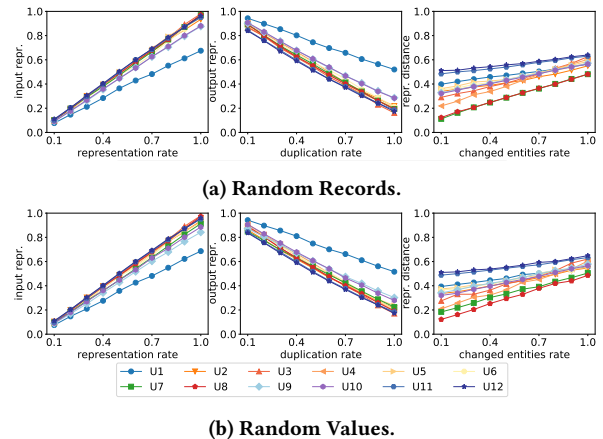 1.0 0.8 0.6 0.4 0.2 0.0
input repr.
0.1 0.4 0.7 1.0
representation rate
1.0 0.8 0.6 0.4 0.2 0.0
output repr.
0.1 0.4 0.7 1.0
duplication rate
1.0 0.8 0.6 0.4 0.2 0.0
repr. distance
0.1 0.4 0.7 1.0
changed entities rate
(a) Random Records.
1.0 0.8 0.6 0.4 0.2 0.0
input repr.
0.1 0.4 0.7 1.0
representation rate
1.0 0.8 0.6 0.4 0.2 0.0
output repr.
0.1 0.4 0.7 1.0
duplication rate
1.0 0.8 0.6 0.4 0.2 0.0
repr. distance
0.1 0.4 0.7 1.0
changed entities rate
U1 U2 U3 U4 U5 U6
U7 U8 U9 U10 U11 U12
(b) Random Values.